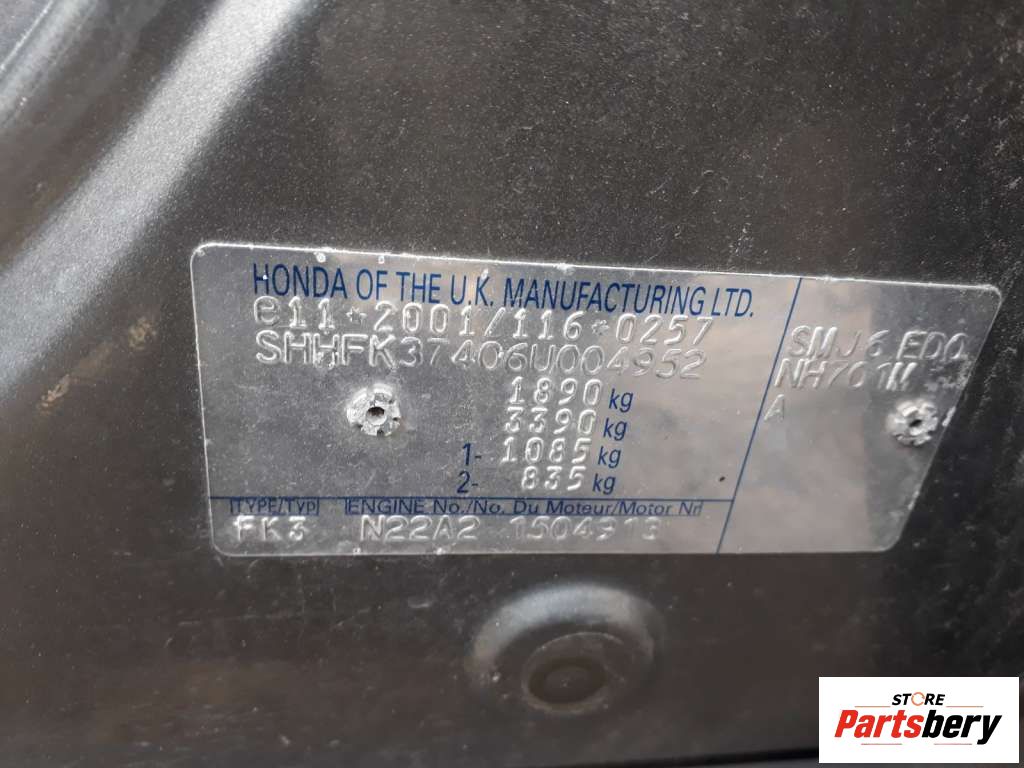 HONDA OF THE U.K. MANUFACTURING LTD.
e11*2001/116*0257
SHHFK37406U004952
1890 kg
3390 kg
1- 1085 kg
2- 835 kg
TYPE/TYP ENGINE No./No. Du Moteur/Motor Nr
FK3 N22A2 1504913
SMJ6 ED0
NH701M
A
STORE
Partsbery